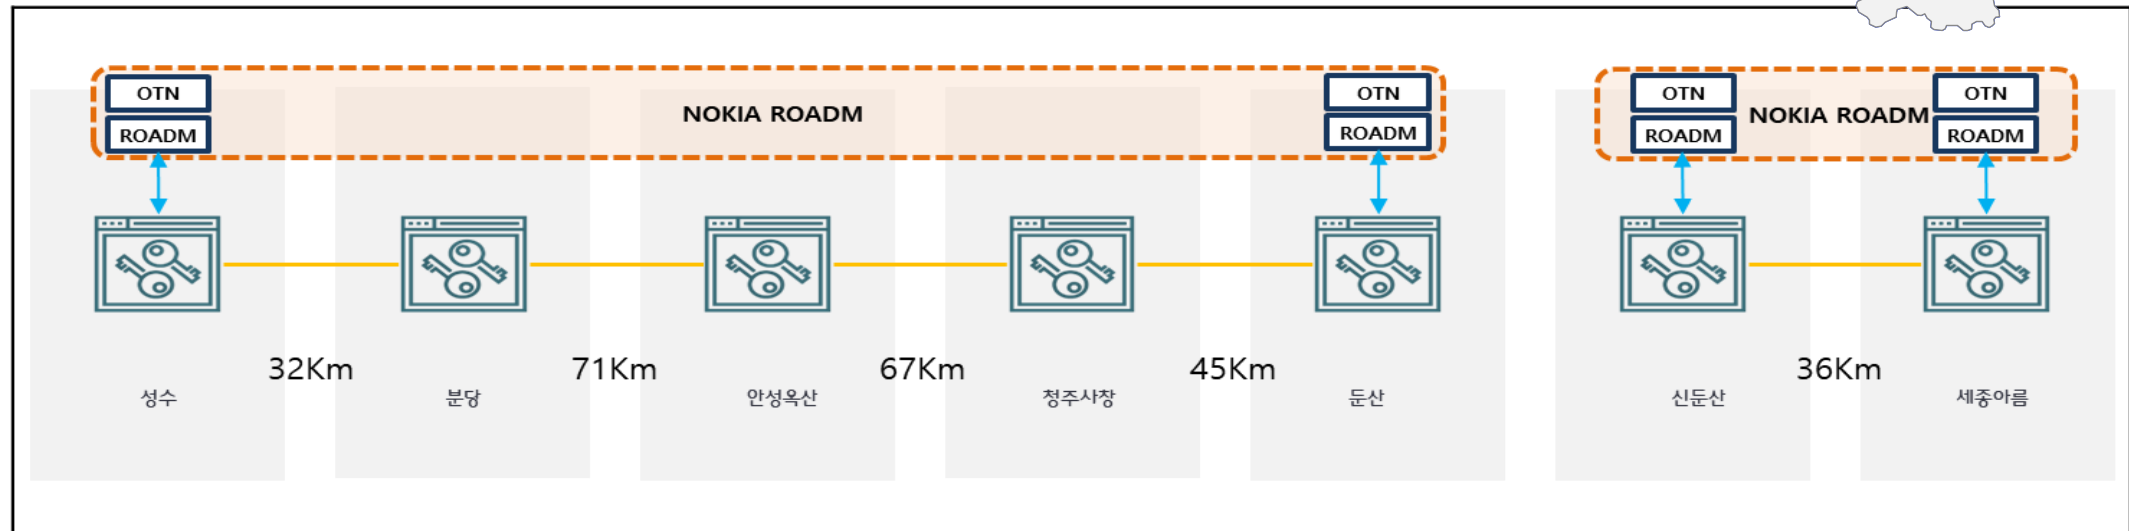 OTN
ROADM
NOKIA ROADM
OTN
ROADM
OTN
ROADM
NOKIA ROADM
OTN
ROADM
32Km
71Km
67Km
45Km
36Km
성수
분당
안성옥산
청주사창
둔산
신둔산
세종아름